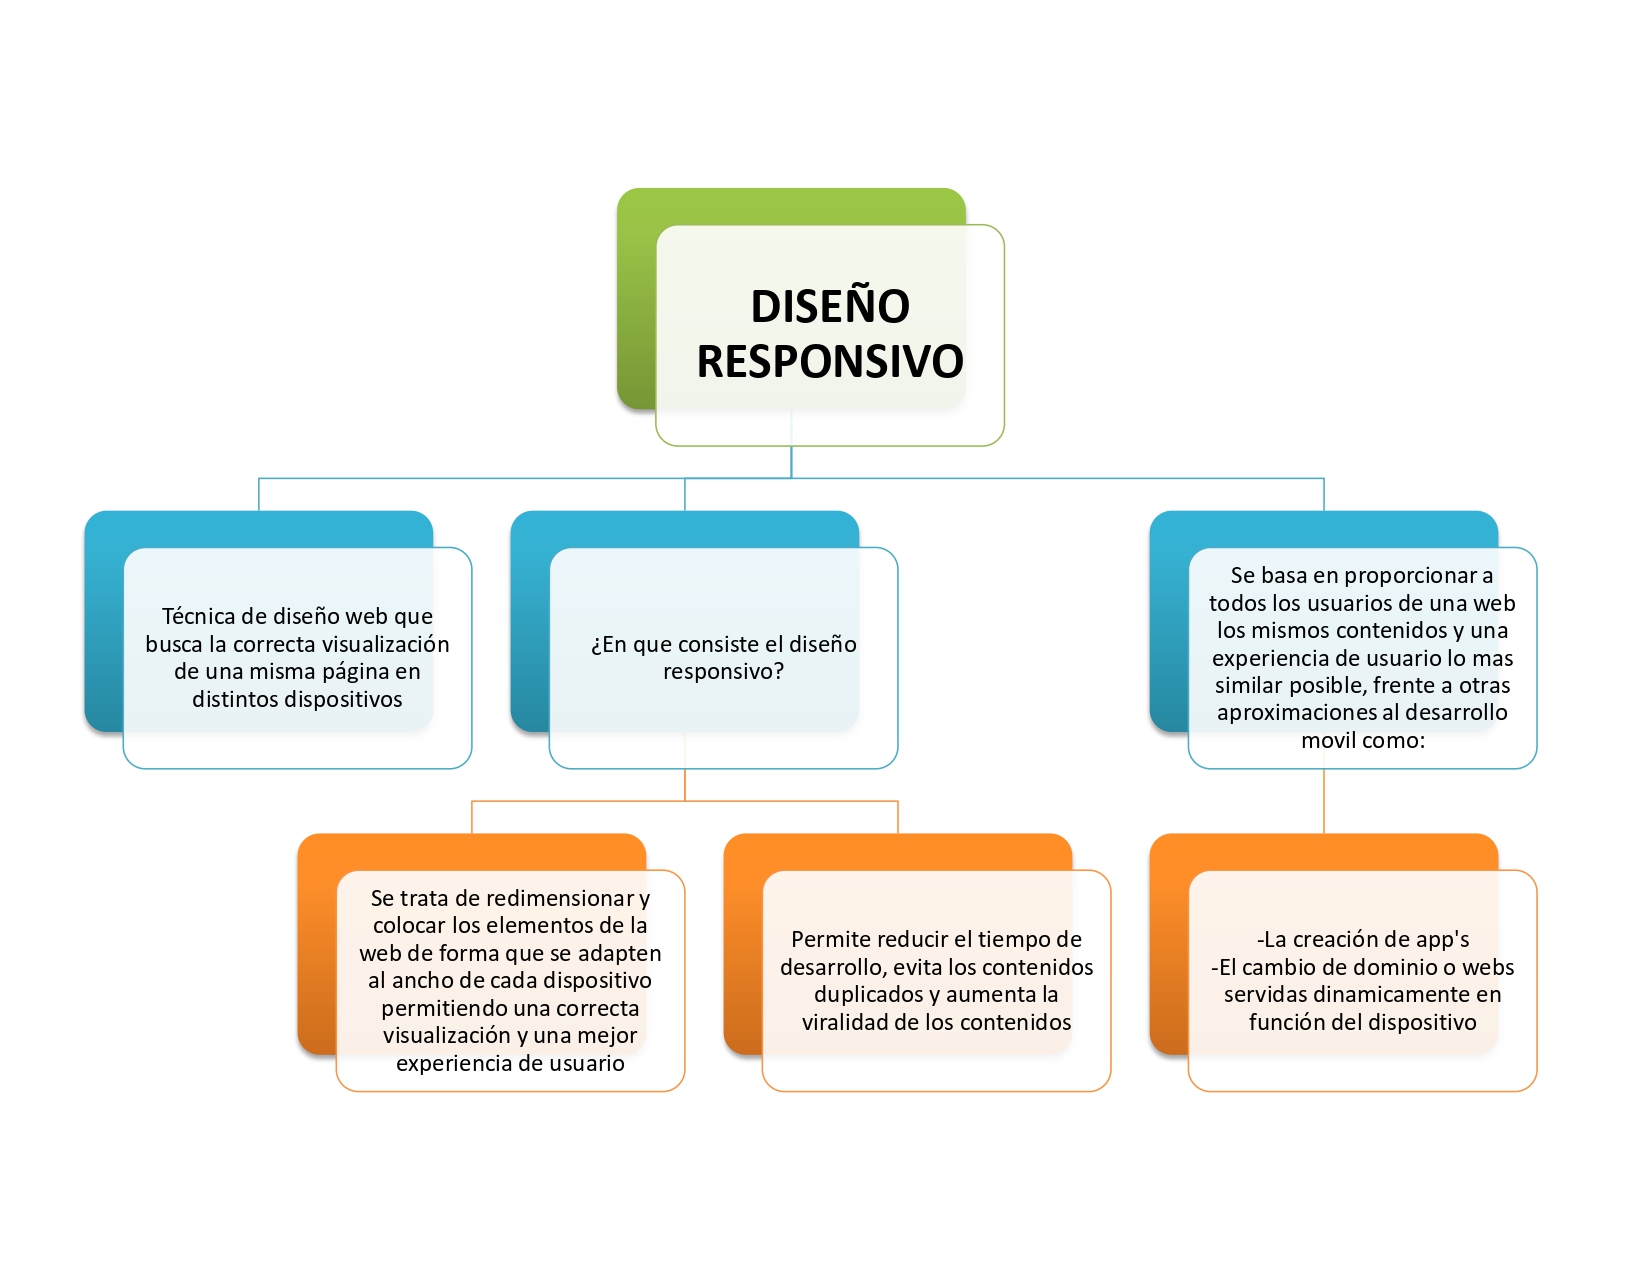 DISEÑO
RESPONSIVO
Técnica de diseño web que
busca la correcta visualización
de una misma página en
distintos dispositivos
¿En que consiste el diseño
responsivo?
Se basa en proporcionar a
todos los usuarios de una web
los mismos contenidos y una
experiencia de usuario lo mas
similar posible, frente a otras
aproximaciones al desarrollo
movil como:
Se trata de redimensionar y
colocar los elementos de la
web de forma que se adapten
al ancho de cada dispositivo
permitiendo una correcta
visualización y una mejor
experiencia de usuario
Permite reducir el tiempo de
desarrollo, evita los contenidos
duplicados y aumenta la
viralidad de los contenidos
-La creación de app's
-El cambio de dominio o webs
servidas dinamicamente en
función del dispositivo